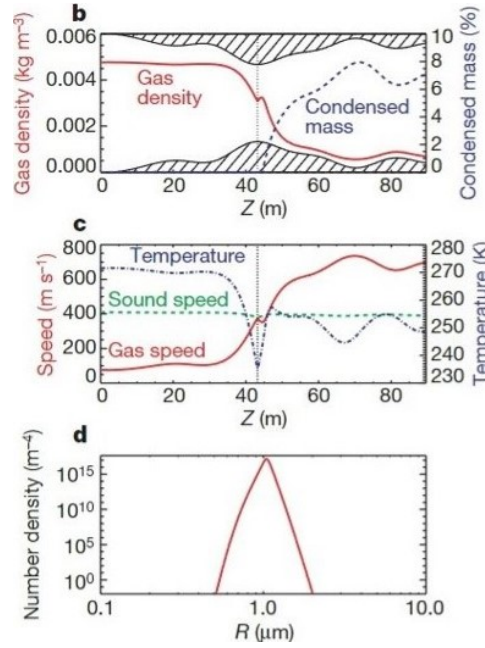 b
Gas density (kg m⁻³)
0.006
0.004
0.002
0.000
Gas
density
Condensed
mass
10
8
6
4
2
0
Condensed mass (%)
0 20 40 60 80
Z (m)
c
Speed (m s⁻¹)
800
600
400
200
0
Temperature
Sound speed
Gas speed
280
270
260
250
240
230
Temperature (K)
0 20 40 60 80
Z (m)
d
Number density (m⁻⁴)
10¹⁵
10¹⁰
10⁵
10⁰
0.1 1.0 10.0
R (μm)